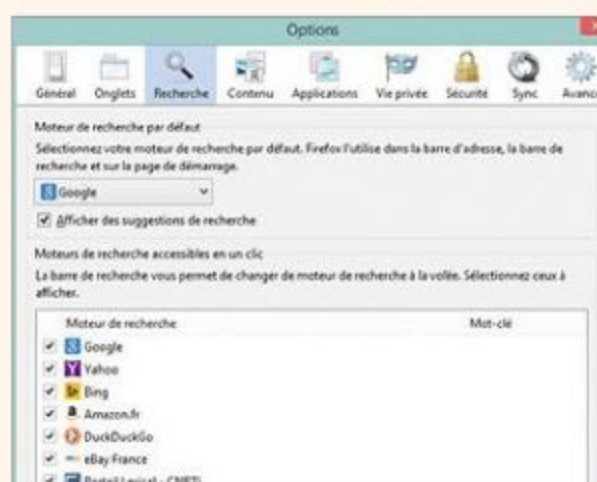 Options
Général Onglets Recherche Contenu Applications Vie privée Sécurité Sync Avancé
Moteur de recherche par défaut
Sélectionnez votre moteur de recherche par défaut. Firefox l'utilise dans la barre d'adresse, la barre de
recherche et sur la page de démarrage.
Google
Afficher des suggestions de recherche
Moteurs de recherche accessibles en un clic
La barre de recherche vous permet de changer de moteur de recherche à la volée. Sélectionnez ceux à
afficher.
Moteur de recherche Mot-clé
Google
Yahoo
Bing
Amazon.fr
DuckDuckGo
eBay France
Portail Lexical - CNRTL